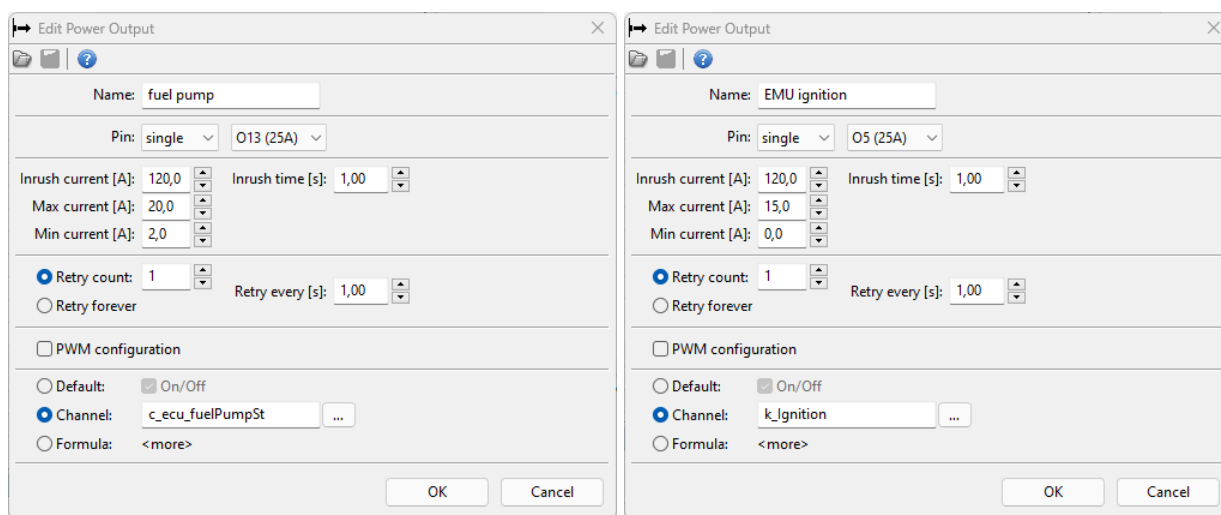 Edit Power Output
Name: fuel pump
Pin: single O13 (25A)
Inrush current [A]: 120,0 Inrush time [s]: 1,00
Max current [A]: 20,0
Min current [A]: 2,0
Retry count: 1
Retry every [s]: 1,00
Retry forever
PWM configuration
Default: On/Off
Channel: c_ecu_fuelPumpSt ...
Formula: <more>
OK Cancel
Edit Power Output
Name: EMU ignition
Pin: single O5 (25A)
Inrush current [A]: 120,0 Inrush time [s]: 1,00
Max current [A]: 15,0
Min current [A]: 0,0
Retry count: 1
Retry every [s]: 1,00
Retry forever
PWM configuration
Default: On/Off
Channel: k_Ignition ...
Formula: <more>
OK Cancel